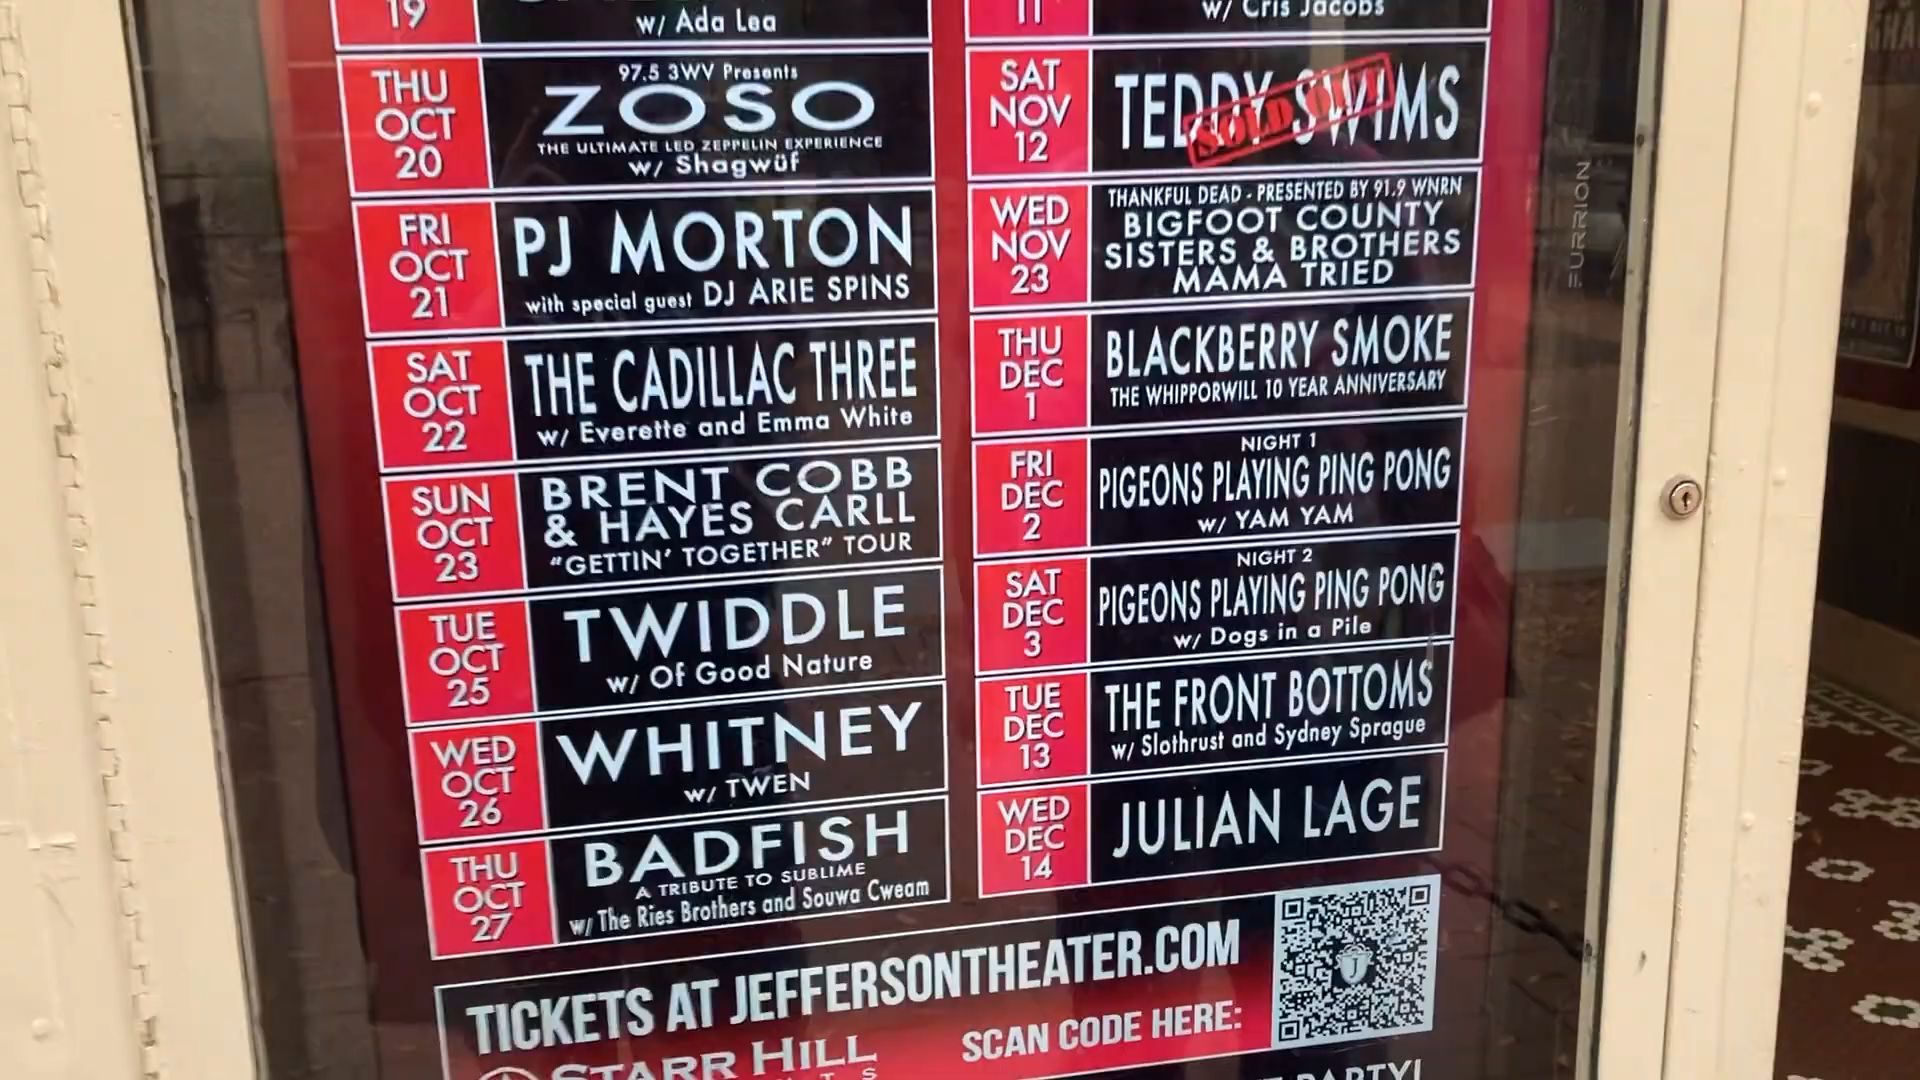 19
w/ Ada Lea
THU
OCT
20
97.5 3WV Presents
ZOSO
THE ULTIMATE LED ZEPPELIN EXPERIENCE
w/ Shagwüf
FRI
OCT
21
PJ MORTON
with special guest DJ ARIE SPINS
SAT
OCT
22
THE CADILLAC THREE
w/ Everette and Emma White
SUN
OCT
23
BRENT COBB
& HAYES CARLL
"GETTIN' TOGETHER" TOUR
TUE
OCT
25
TWIDDLE
w/ Of Good Nature
WED
OCT
26
WHITNEY
w/ TWEN
THU
OCT
27
BADFISH
A TRIBUTE TO SUBLIME
w/ The Ries Brothers and Souwa Cweam
11
w/ Cris Jacobs
SAT
NOV
12
TEDDY SWIMS
SOLD OUT
WED
NOV
23
THANKFUL DEAD - PRESENTED BY 91.9 WNRN
BIGFOOT COUNTY
SISTERS & BROTHERS
MAMA TRIED
THU
DEC
1
BLACKBERRY SMOKE
THE WHIPPORWILL 10 YEAR ANNIVERSARY
FRI
DEC
2
NIGHT 1
PIGEONS PLAYING PING PONG
w/ YAM YAM
SAT
DEC
3
NIGHT 2
PIGEONS PLAYING PING PONG
w/ Dogs in a Pile
TUE
DEC
13
THE FRONT BOTTOMS
w/ Slothrust and Sydney Sprague
WED
DEC
14
JULIAN LAGE
TICKETS AT JEFFERSONTHEATER.COM
STARR HILL
SCAN CODE HERE:
PARTY!
FURRION